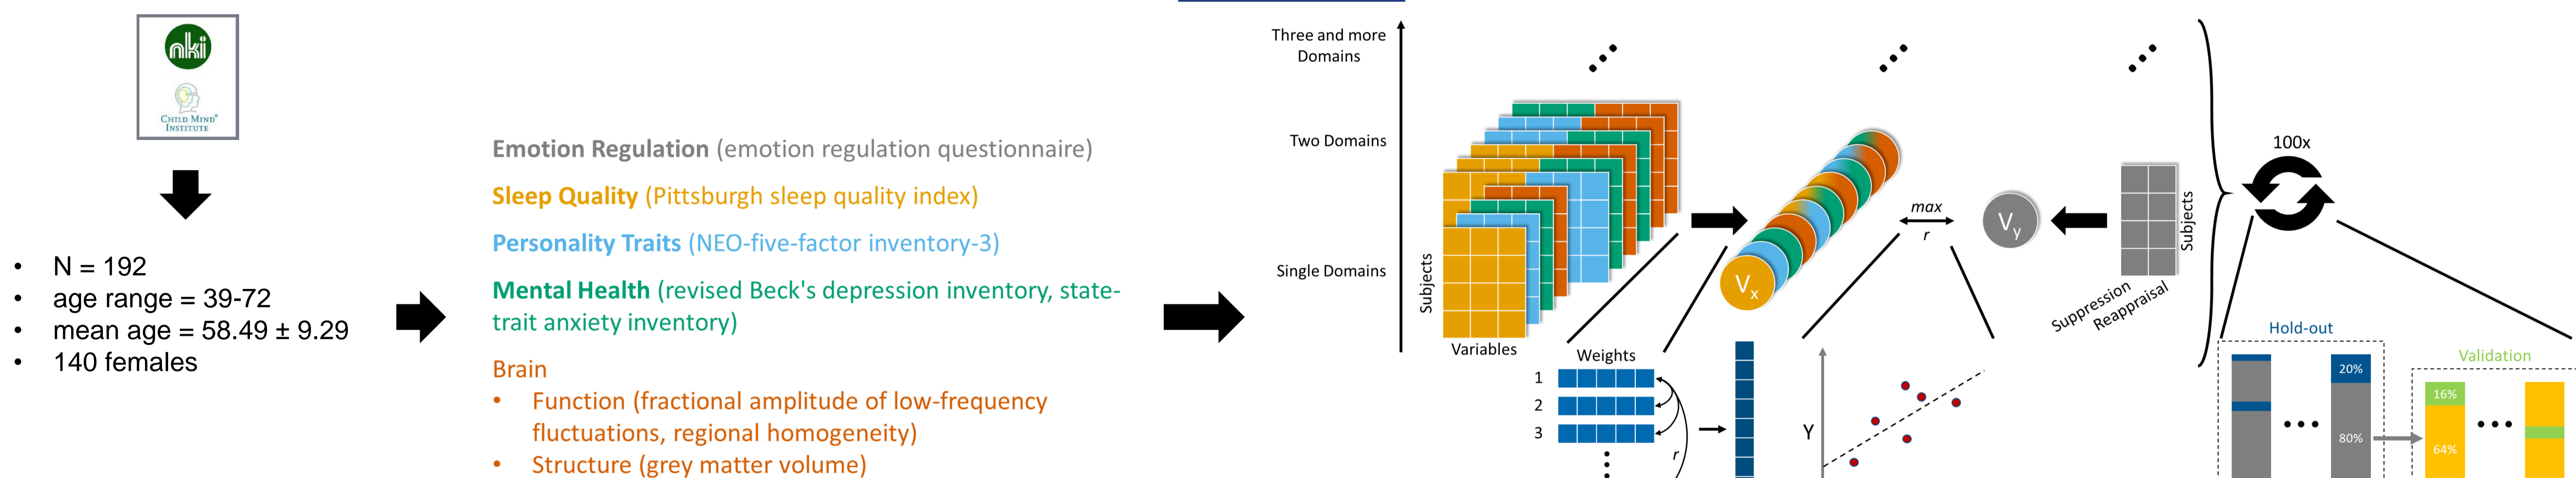 nki
CHILD MIND®
INSTITUTE
• N = 192
• age range = 39-72
• mean age = 58.49 ± 9.29
• 140 females
Emotion Regulation (emotion regulation questionnaire)
Sleep Quality (Pittsburgh sleep quality index)
Personality Traits (NEO-five-factor inventory-3)
Mental Health (revised Beck's depression inventory, state-
trait anxiety inventory)
Brain
• Function (fractional amplitude of low-frequency
fluctuations, regional homogeneity)
• Structure (grey matter volume)
Three and more
Domains
Two Domains
Single Domains
Subjects
Variables
Vx
max
r
Vy
Subjects
Suppression
Reappraisal
100x
Weights
1
2
3
r
Y
Hold-out
20%
80%
Validation
16%
64%